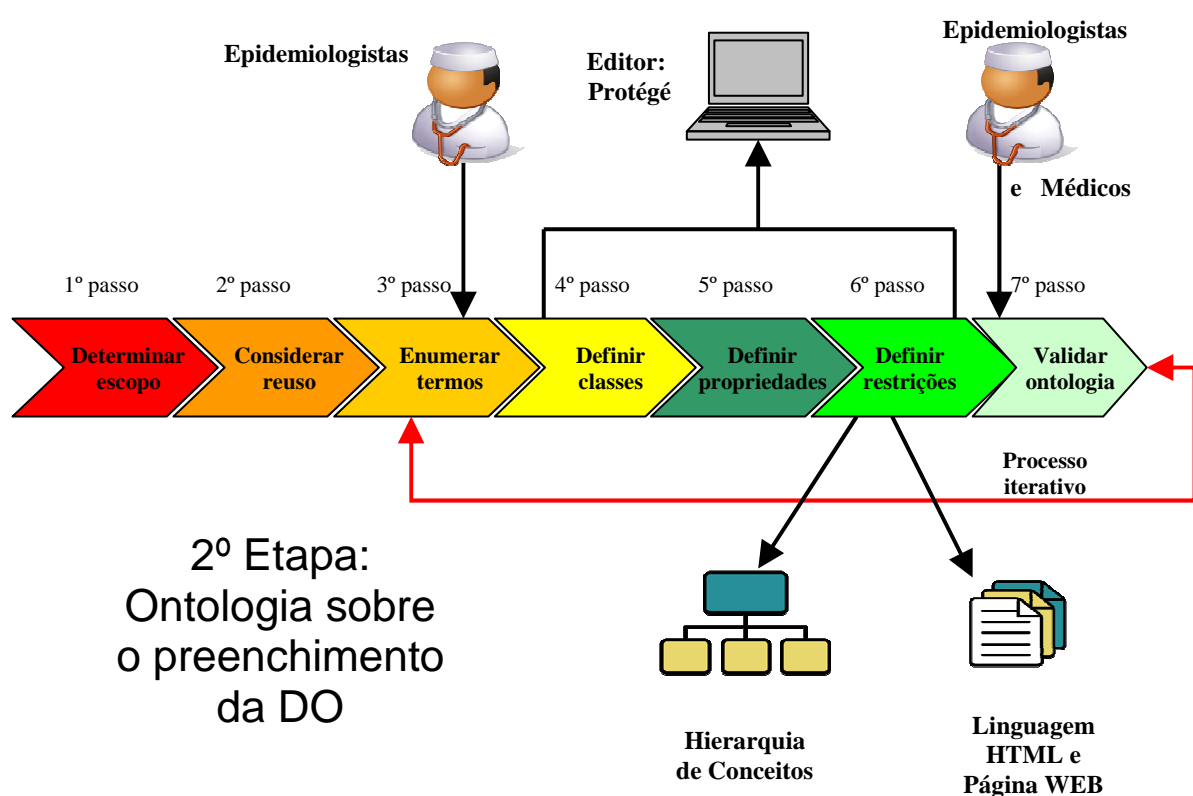 Epidemiologistas
Editor:
Protégé
Epidemiologistas
e Médicos
1º passo
2º passo
3º passo
4º passo
5º passo
6º passo
7º passo
Determinar
escopo
Considerar
reuso
Enumerar
termos
Definir
classes
Definir
propriedades
Definir
restrições
Validar
ontologia
Processo
iterativo
2º Etapa:
Ontologia sobre
o preenchimento
da DO
Hierarquia
de Conceitos
Linguagem
HTML e
Página WEB